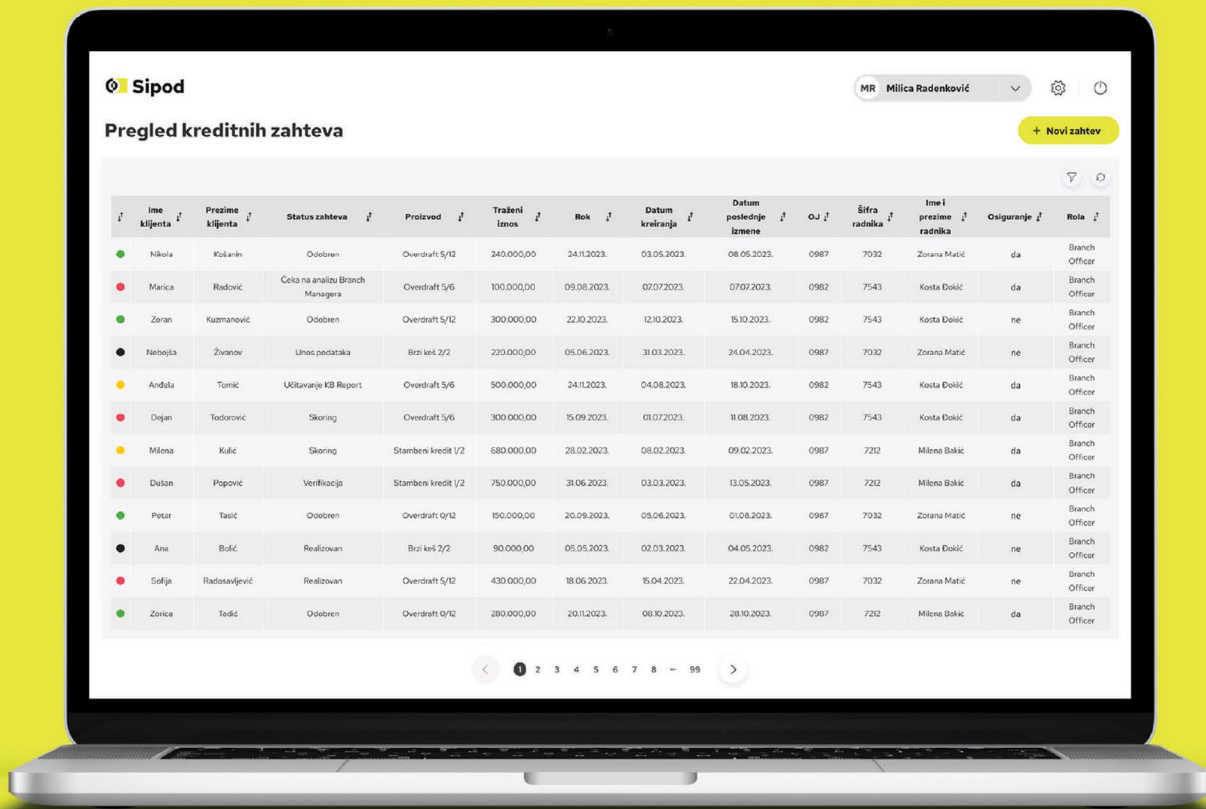 Sipod
MR Milica Radenković
Pregled kreditnih zahteva
+ Novi zahtev
Ime klijenta Prezime klijenta Status zahteva Proizvod Traženi iznos Rok Datum kreiranja Datum poslednje izmene OJ Šifra radnika Ime i prezime radnika Osiguranje Rola
Nikola Košanin Odobren Overdraft 5/12 240.000,00 24.11.2023. 03.05.2023. 08.05.2023. 0987 7032 Zorana Matić da Branch Officer
Marica Radović Čeka na analizu Branch Managera Overdraft 5/6 100.000,00 09.08.2023. 07.07.2023. 07.07.2023. 0982 7543 Kosta Đokić da Branch Officer
Zoran Kuzmanović Odobren Overdraft 5/12 300.000,00 22.10.2023. 12.10.2023. 15.10.2023. 0982 7543 Kosta Đokić ne Branch Officer
Nebojša Živanov Unos podataka Brzi keš 2/2 220.000,00 05.06.2023. 31.03.2023. 24.04.2023. 0987 7032 Zorana Matić ne Branch Officer
Anđela Tomić Učitavanje KB Report Overdraft 5/6 500.000,00 24.11.2023. 04.08.2023. 18.10.2023. 0982 7543 Kosta Đokić da Branch Officer
Dejan Todorović Skoring Overdraft 5/6 300.000,00 15.09.2023. 01.07.2023. 11.08.2023. 0982 7543 Kosta Đokić da Branch Officer
Milena Kulić Skoring Stambeni kredit 1/2 680.000,00 28.02.2023. 08.02.2023. 09.02.2023. 0987 7212 Milena Bakić da Branch Officer
Dušan Popović Verifikacija Stambeni kredit 1/2 750.000,00 31.06.2023. 03.03.2023. 13.05.2023. 0987 7212 Milena Bakić da Branch Officer
Petar Tasić Odobren Overdraft 0/12 150.000,00 20.09.2023. 05.06.2023. 01.08.2023. 0987 7032 Zorana Matić ne Branch Officer
Ana Bolić Realizovan Brzi keš 2/2 90.000,00 05.05.2023. 02.03.2023. 04.05.2023. 0982 7543 Kosta Đokić ne Branch Officer
Sofija Radosavljević Realizovan Overdraft 5/12 430.000,00 18.06.2023. 15.04.2023. 22.04.2023. 0987 7032 Zorana Matić ne Branch Officer
Zorica Tadić Odobren Overdraft 0/12 280.000,00 20.11.2023. 08.10.2023. 28.10.2023. 0987 7212 Milena Bakić da Branch Officer
1 2 3 4 5 6 7 8 ... 99